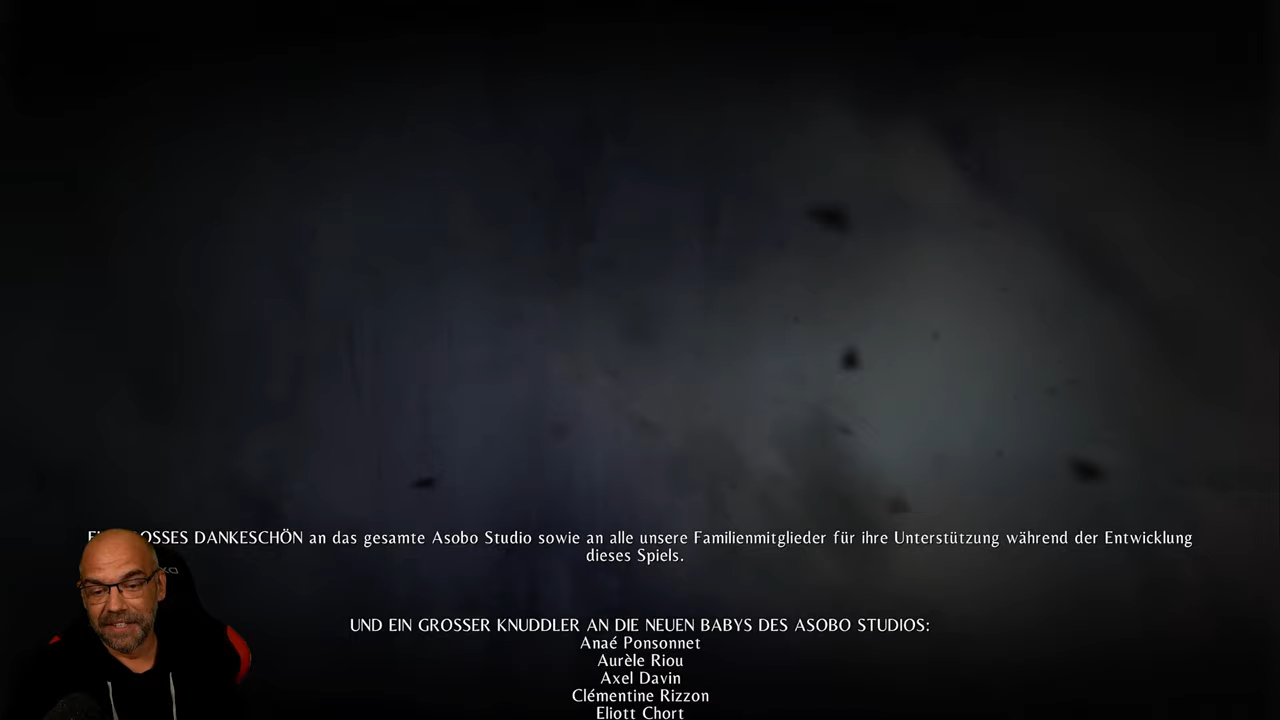 OSSES DANKESCHÖN an das gesamte Asobo Studio sowie an alle unsere Familienmitglieder für ihre Unterstützung während der Entwicklung
dieses Spiels.
UND EIN GROSSER KNUDDLER AN DIE NEUEN BABYS DES ASOBO STUDIOS:
Anaé Ponsonnet
Aurèle Riou
Axel Davin
Clémentine Rizzon
Eliott Chort